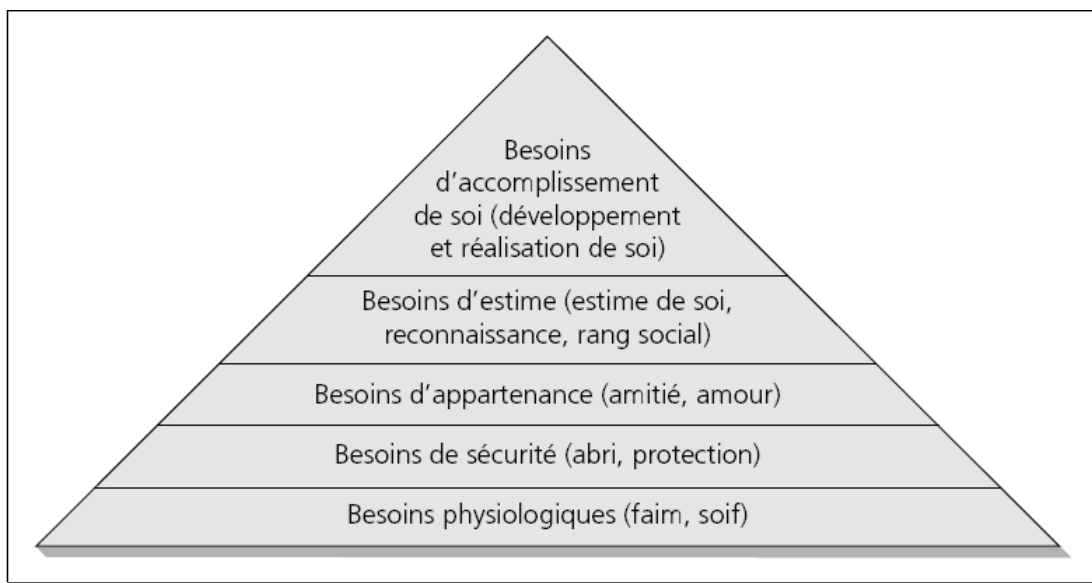 Besoins
d’accomplissement
de soi (développement
et réalisation de soi)
Besoins d’estime (estime de soi,
reconnaissance, rang social)
Besoins d’appartenance (amitié, amour)
Besoins de sécurité (abri, protection)
Besoins physiologiques (faim, soif)